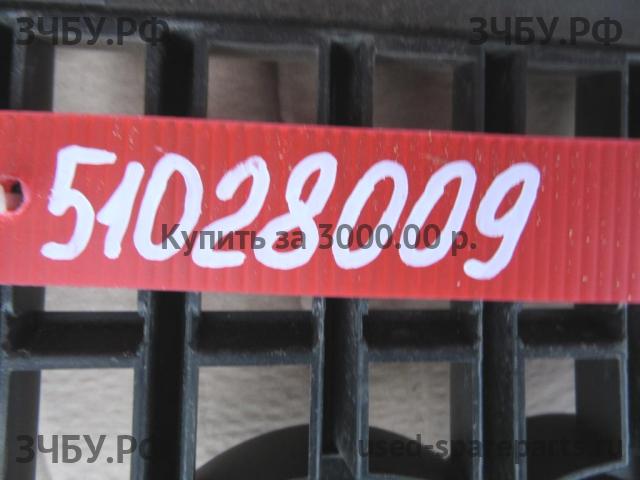 ЗЧБУ.РФ
ЗЧБУ.РФ
51028009
Купить за 3000.00 р.
ЗЧБУ.РФ
used-spareparts.ru